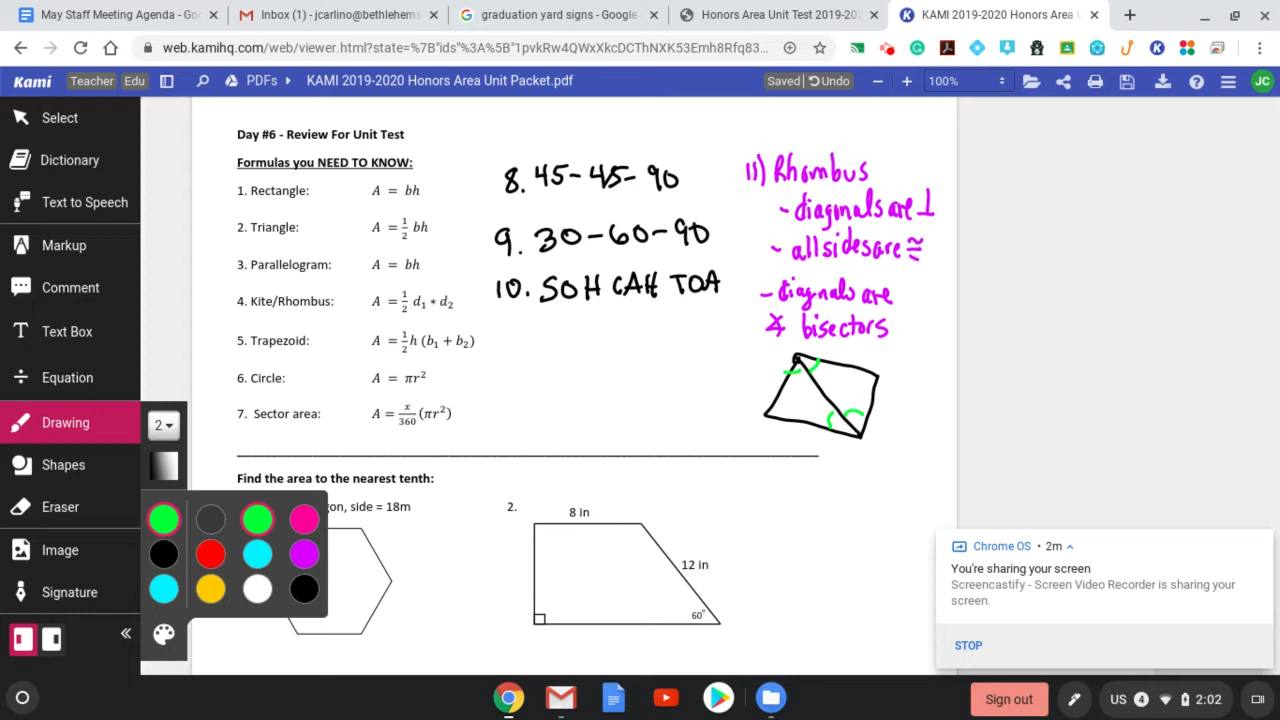 May Staff Meeting Agenda - Goo
Inbox (1) - jcarlino@bethlehems
graduation yard signs - Google
Honors Area Unit Test 2019-202
KAMI 2019-2020 Honors Area U
web.kamihq.com/web/viewer.html?state=%7B"ids"%3A%5B"1pvkRw4QWxXkcDCThNXK53Emh8Rfq83...
Kami Teacher Edu PDFs KAMI 2019-2020 Honors Area Unit Packet.pdf Saved Undo 100% JC
Select
Dictionary
Text to Speech
Markup
Comment
Text Box
Equation
Drawing
2
Shapes
Eraser
Image
Signature
Day #6 - Review For Unit Test
Formulas you NEED TO KNOW:
1. Rectangle: A = bh
2. Triangle: A = 1/2 bh
3. Parallelogram: A = bh
4. Kite/Rhombus: A = 1/2 d₁ * d₂
5. Trapezoid: A = 1/2 h (b₁ + b₂)
6. Circle: A = πr²
7. Sector area: A = x/360 (πr²)
8. 45-45-90
9. 30-60-90
10. SOH CAH TOA
11) Rhombus
- diagonals are ⊥
- all sides are ≅
- diagnals are
∡ bisectors
Find the area to the nearest tenth:
gon, side = 18m
2.
8 in
12 in
60°
Chrome OS • 2m
You're sharing your screen
Screencastify - Screen Video Recorder is sharing your
screen.
STOP
Sign out
US 4 2:02